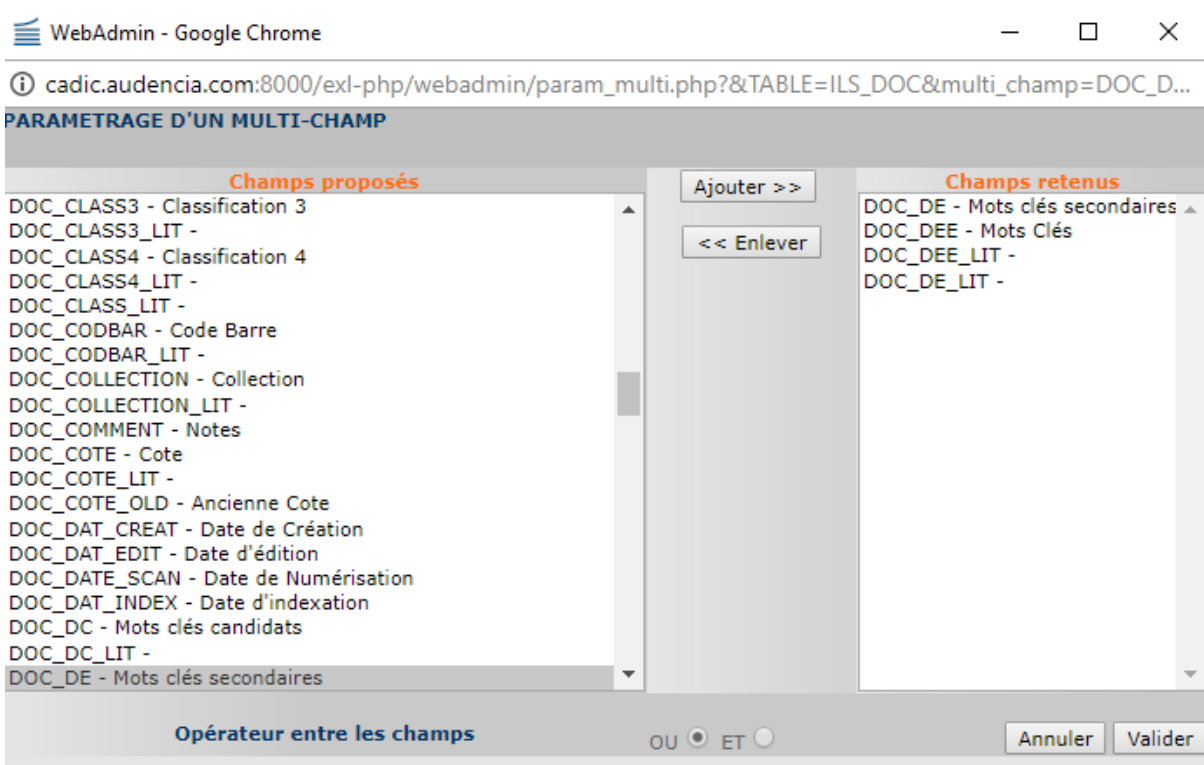 WebAdmin - Google Chrome
cadic.audencia.com:8000/exl-php/webadmin/param_multi.php?&TABLE=ILS_DOC&multi_champ=DOC_D...
PARAMETRAGE D'UN MULTI-CHAMP
Champs proposés
DOC_CLASS3 - Classification 3
DOC_CLASS3_LIT -
DOC_CLASS4 - Classification 4
DOC_CLASS4_LIT -
DOC_CLASS_LIT -
DOC_CODBAR - Code Barre
DOC_CODBAR_LIT -
DOC_COLLECTION - Collection
DOC_COLLECTION_LIT -
DOC_COMMENT - Notes
DOC_COTE - Cote
DOC_COTE_LIT -
DOC_COTE_OLD - Ancienne Cote
DOC_DAT_CREAT - Date de Création
DOC_DAT_EDIT - Date d'édition
DOC_DATE_SCAN - Date de Numérisation
DOC_DAT_INDEX - Date d'indexation
DOC_DC - Mots clés candidats
DOC_DC_LIT -
DOC_DE - Mots clés secondaires
Ajouter >>
<< Enlever
Champs retenus
DOC_DE - Mots clés secondaires
DOC_DEE - Mots Clés
DOC_DEE_LIT -
DOC_DE_LIT -
Opérateur entre les champs
OU ET
Annuler
Valider